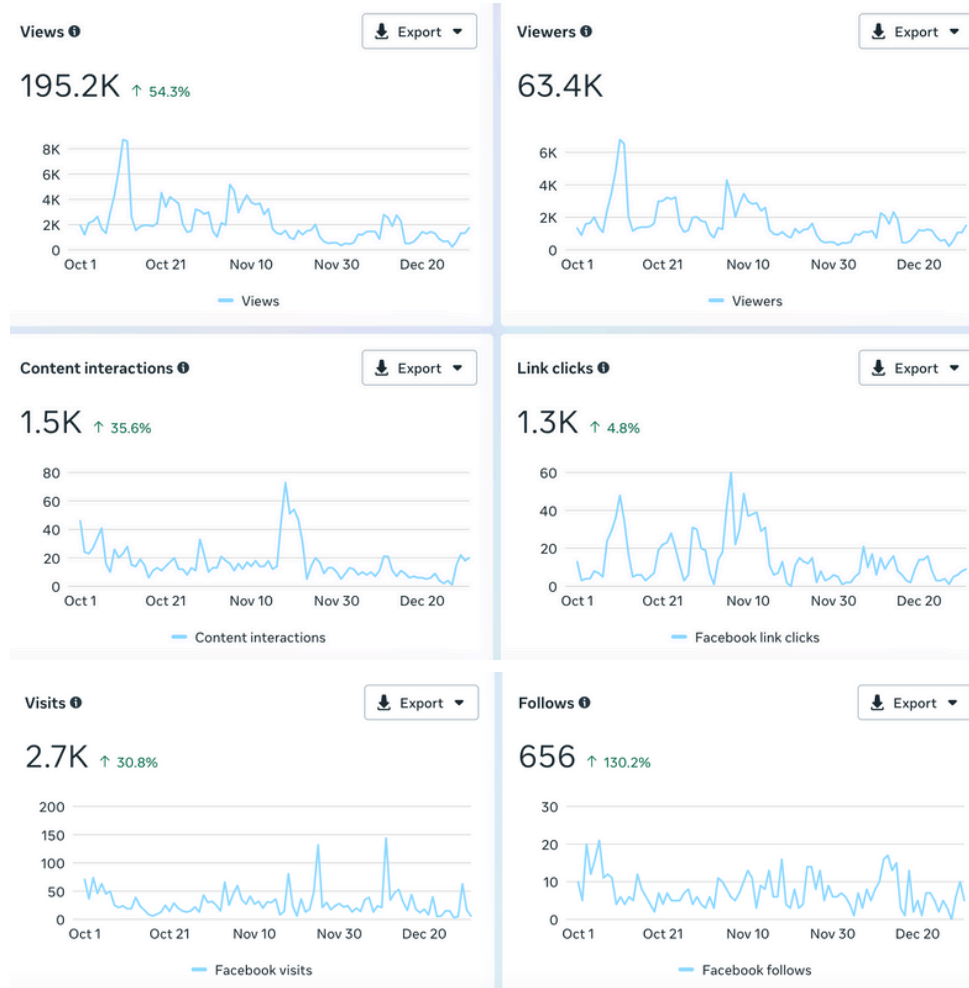 Views
Export
195.2K ↑ 54.3%
8K
6K
4K
2K
0
Oct 1 Oct 21 Nov 10 Nov 30 Dec 20
Views
Viewers
Export
63.4K
6K
4K
2K
0
Oct 1 Oct 21 Nov 10 Nov 30 Dec 20
Viewers
Content interactions
Export
1.5K ↑ 35.6%
80
60
40
20
0
Oct 1 Oct 21 Nov 10 Nov 30 Dec 20
Content interactions
Link clicks
Export
1.3K ↑ 4.8%
60
40
20
0
Oct 1 Oct 21 Nov 10 Nov 30 Dec 20
Facebook link clicks
Visits
Export
2.7K ↑ 30.8%
200
150
100
50
0
Oct 1 Oct 21 Nov 10 Nov 30 Dec 20
Facebook visits
Follows
Export
656 ↑ 130.2%
30
20
10
0
Oct 1 Oct 21 Nov 10 Nov 30 Dec 20
Facebook follows